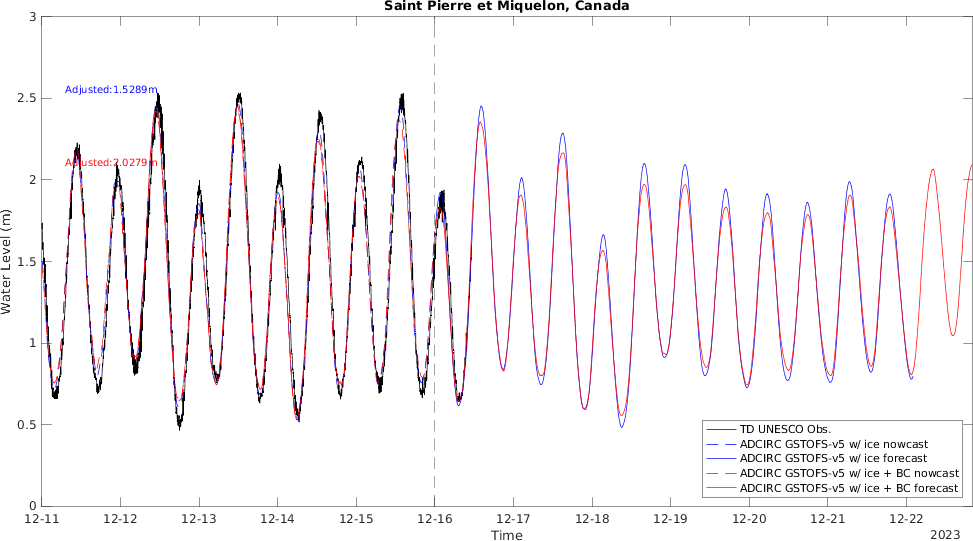 Saint Pierre et Miquelon, Canada
3
2.5
2
1.5
1
0.5
0
Water Level (m)
Adjusted:1.5289m
Adjusted:2.0279m
TD UNESCO Obs.
ADCIRC GSTOFS-v5 w/ ice nowcast
ADCIRC GSTOFS-v5 w/ ice forecast
ADCIRC GSTOFS-v5 w/ ice + BC nowcast
ADCIRC GSTOFS-v5 w/ ice + BC forecast
12-11 12-12 12-13 12-14 12-15 12-16 12-17 12-18 12-19 12-20 12-21 12-22
Time
2023